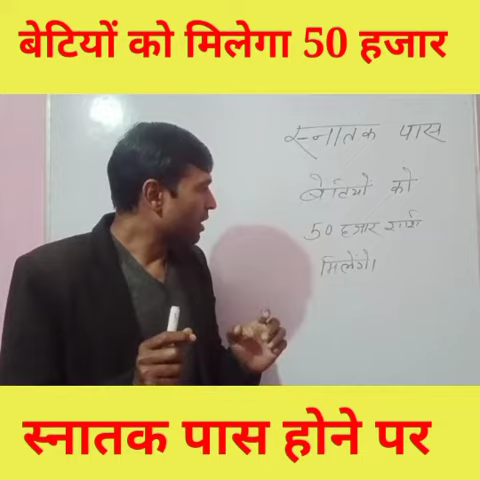 बेटियों को मिलेगा 50 हजार
स्नातक पास
बेटियों को
50 हजार
मिलेंगे।
स्नातक पास होने पर